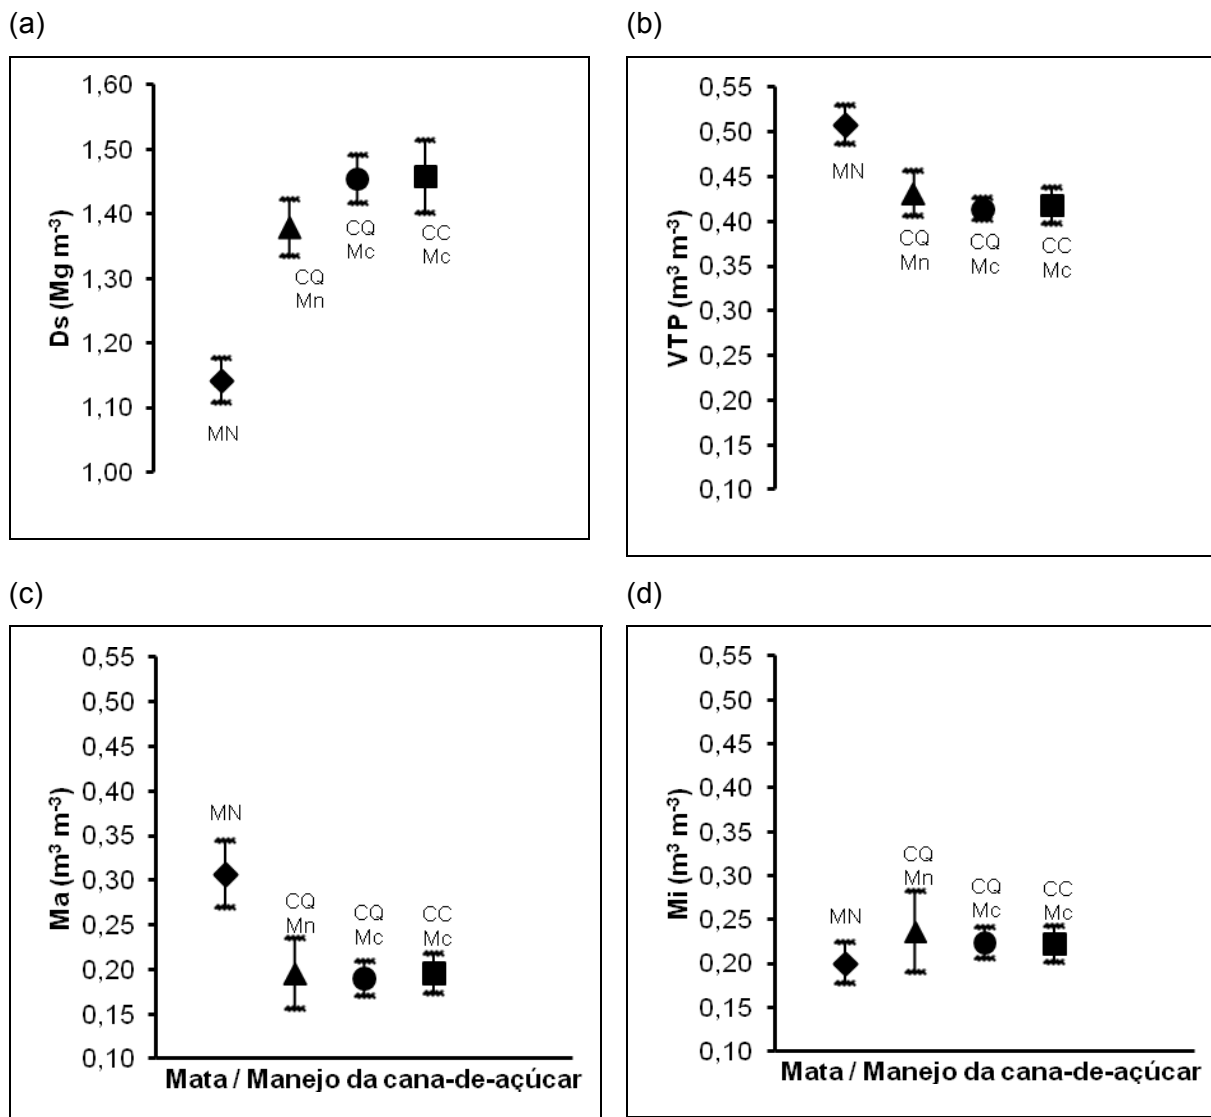 (a)
1,60
1,50
1,40
1,30
1,20
1,10
1,00
Ds (Mg m⁻³)
MN
CQ
Mn
CQ
Mc
CC
Mc
(b)
0,55
0,50
0,45
0,40
0,35
0,30
0,25
0,20
0,15
0,10
VTP (m³ m⁻³)
MN
CQ
Mn
CQ
Mc
CC
Mc
(c)
0,55
0,50
0,45
0,40
0,35
0,30
0,25
0,20
0,15
0,10
Ma (m³ m⁻³)
MN
CQ
Mn
CQ
Mc
CC
Mc
Mata / Manejo da cana-de-açúcar
(d)
0,55
0,50
0,45
0,40
0,35
0,30
0,25
0,20
0,15
0,10
Mi (m³ m⁻³)
MN
CQ
Mn
CQ
Mc
CC
Mc
Mata / Manejo da cana-de-açúcar